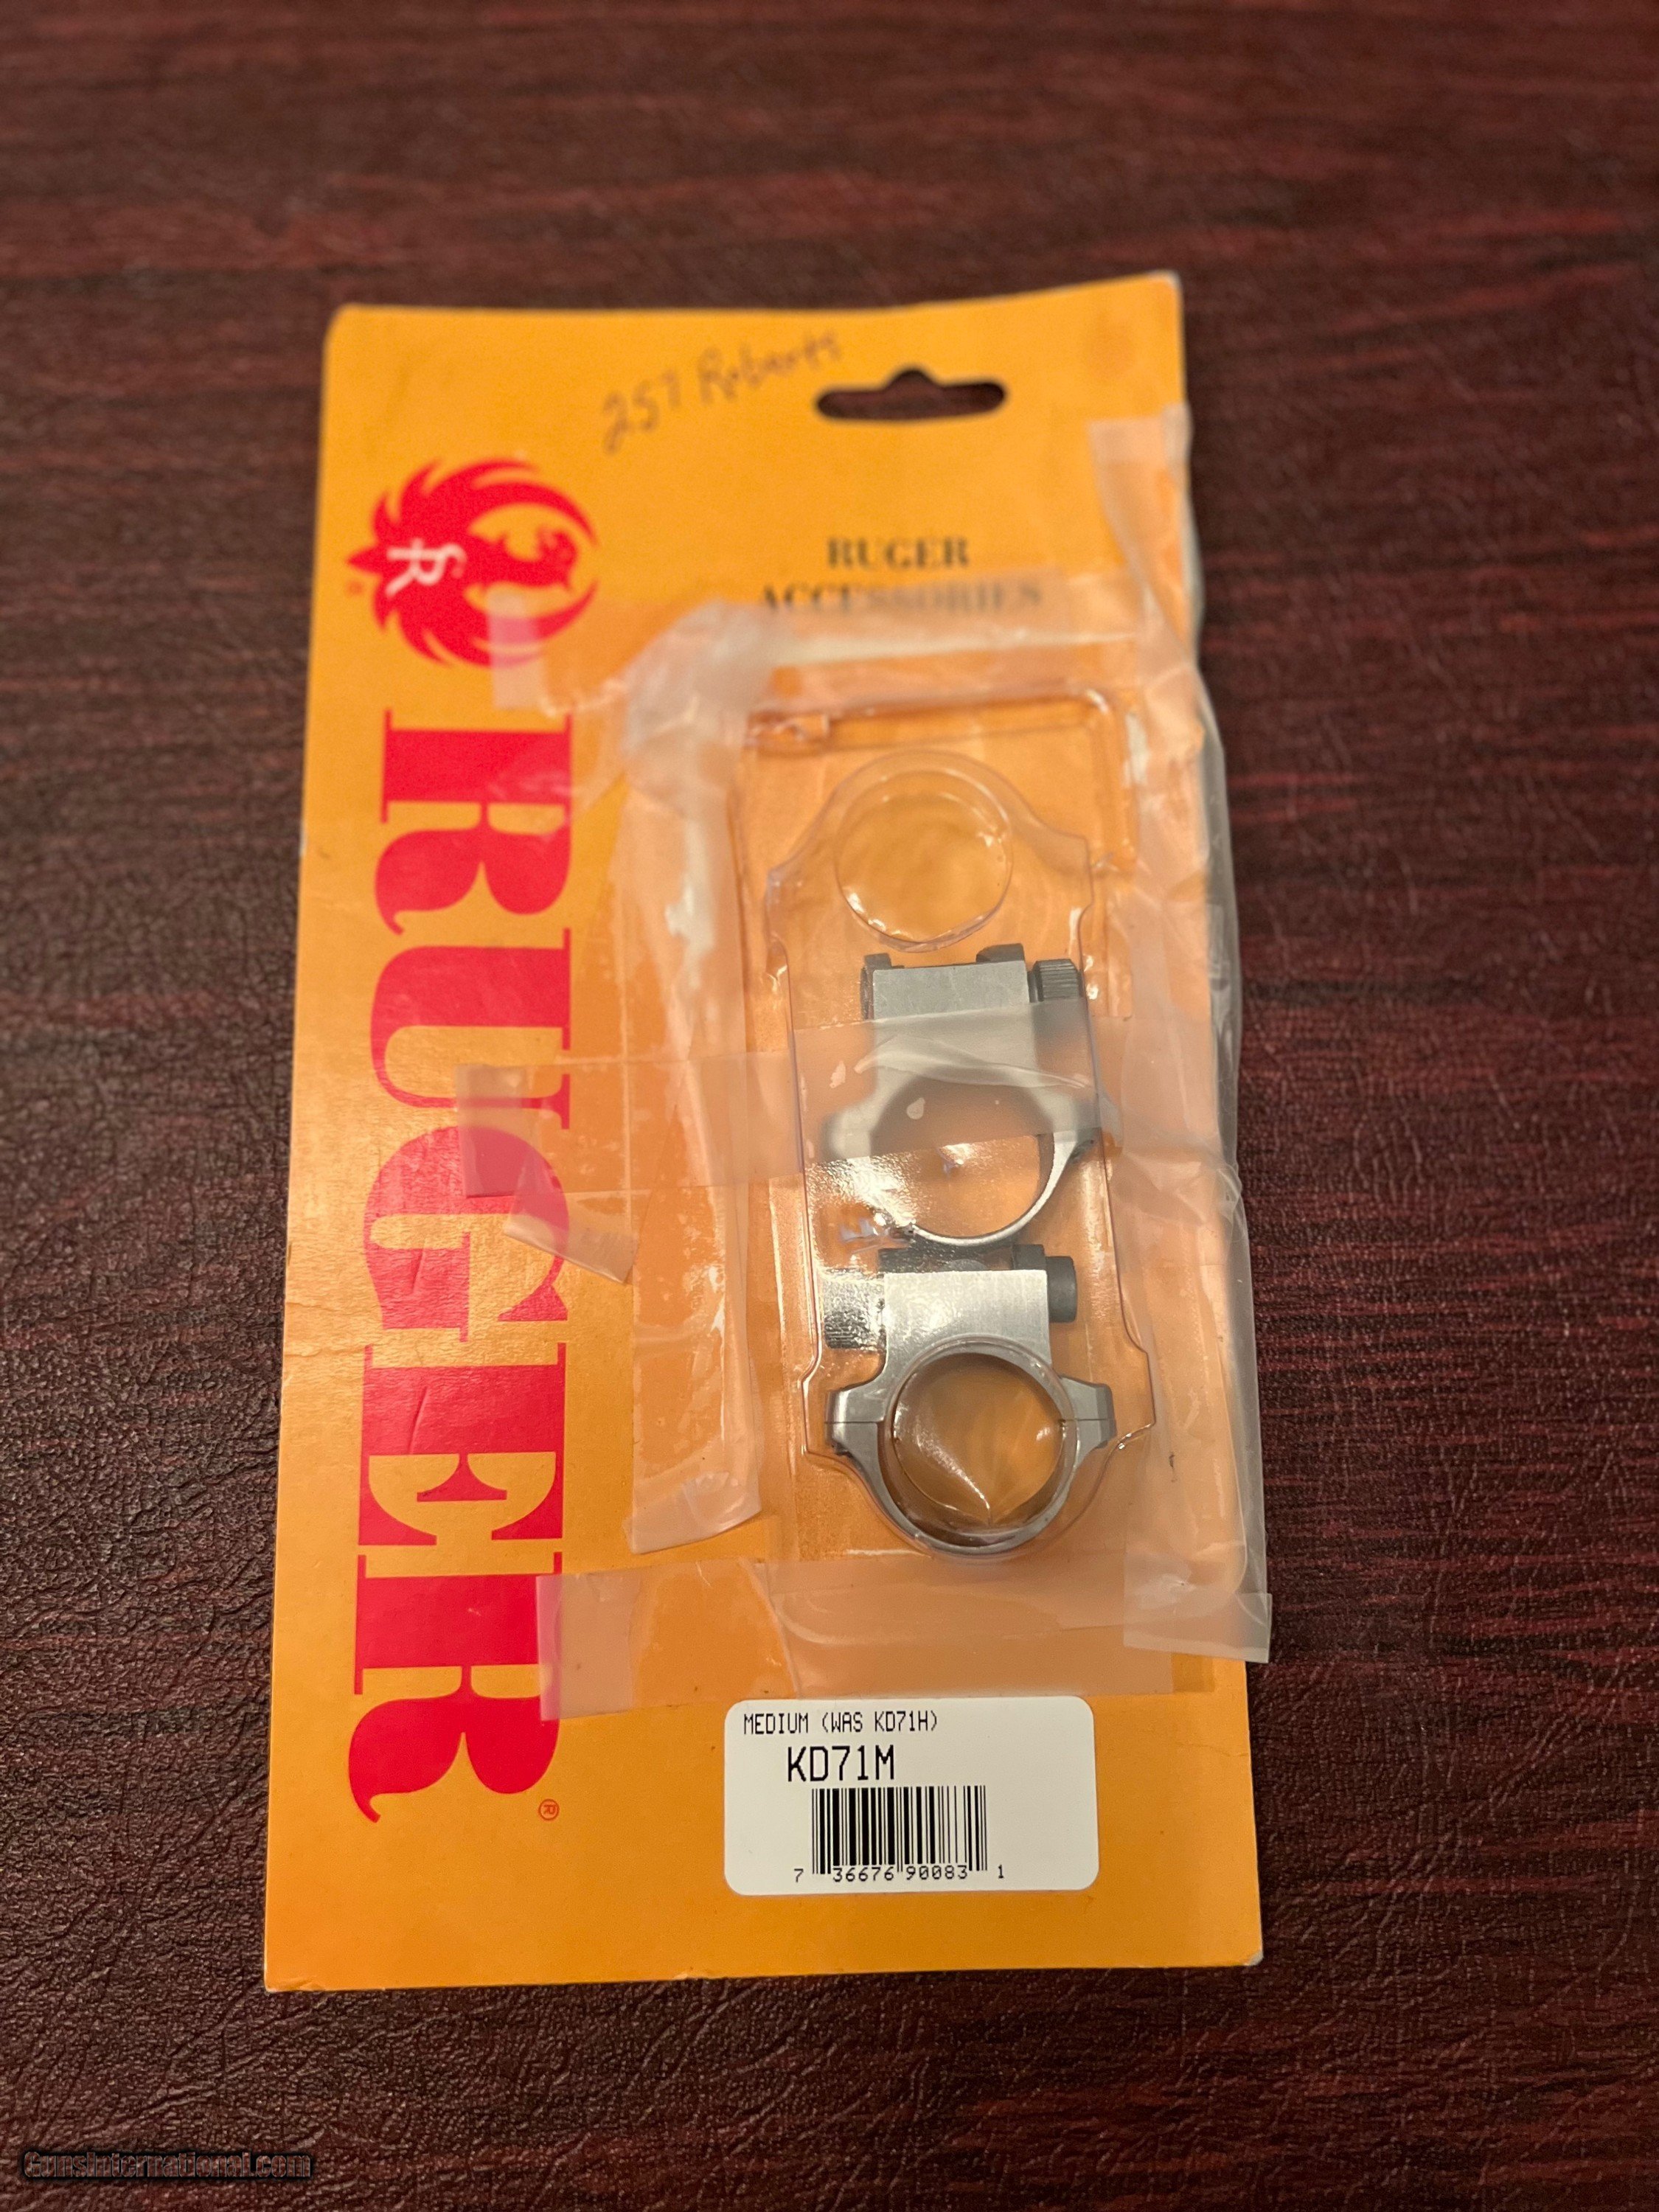 257 Roberts
RUGER
ACCESSORIES
R
RUGER®
MEDIUM (WAS KD71H)
KD71M
7 36676 90083 1
GunsInternational.com